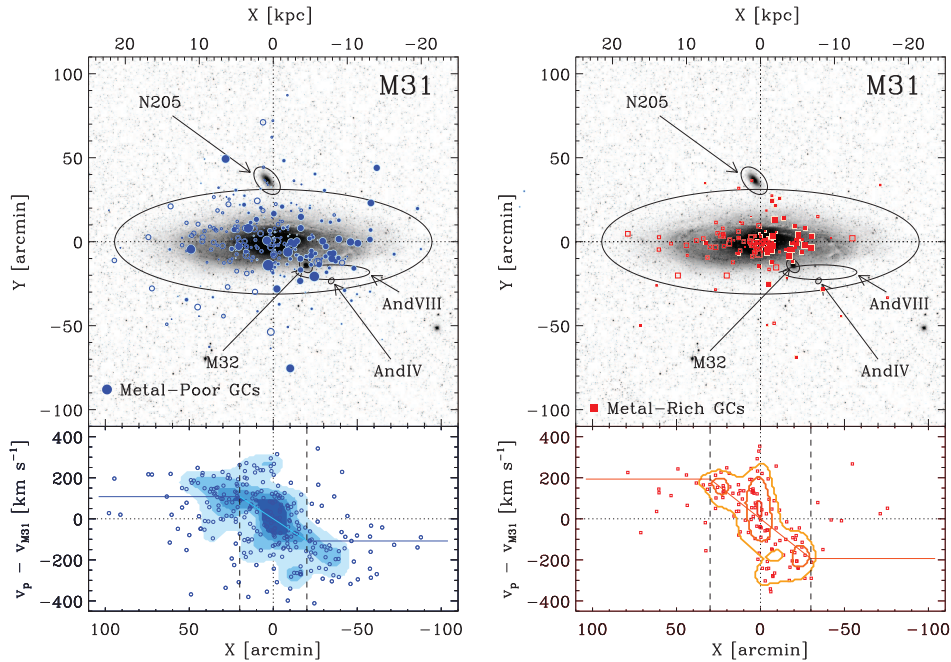 X [kpc]
20 10 0 −10 −20
100
50
0
−50
−100
Y [arcmin]
M31
N205
AndVIII
M32
AndIV
Metal−Poor GCs
400
200
0
−200
−400
v_p − v_M31 [km s⁻¹]
100 50 0 −50 −100
X [arcmin]
X [kpc]
20 10 0 −10 −20
100
50
0
−50
−100
Y [arcmin]
M31
N205
AndVIII
M32
AndIV
Metal−Rich GCs
400
200
0
−200
−400
v_p − v_M31 [km s⁻¹]
100 50 0 −50 −100
X [arcmin]